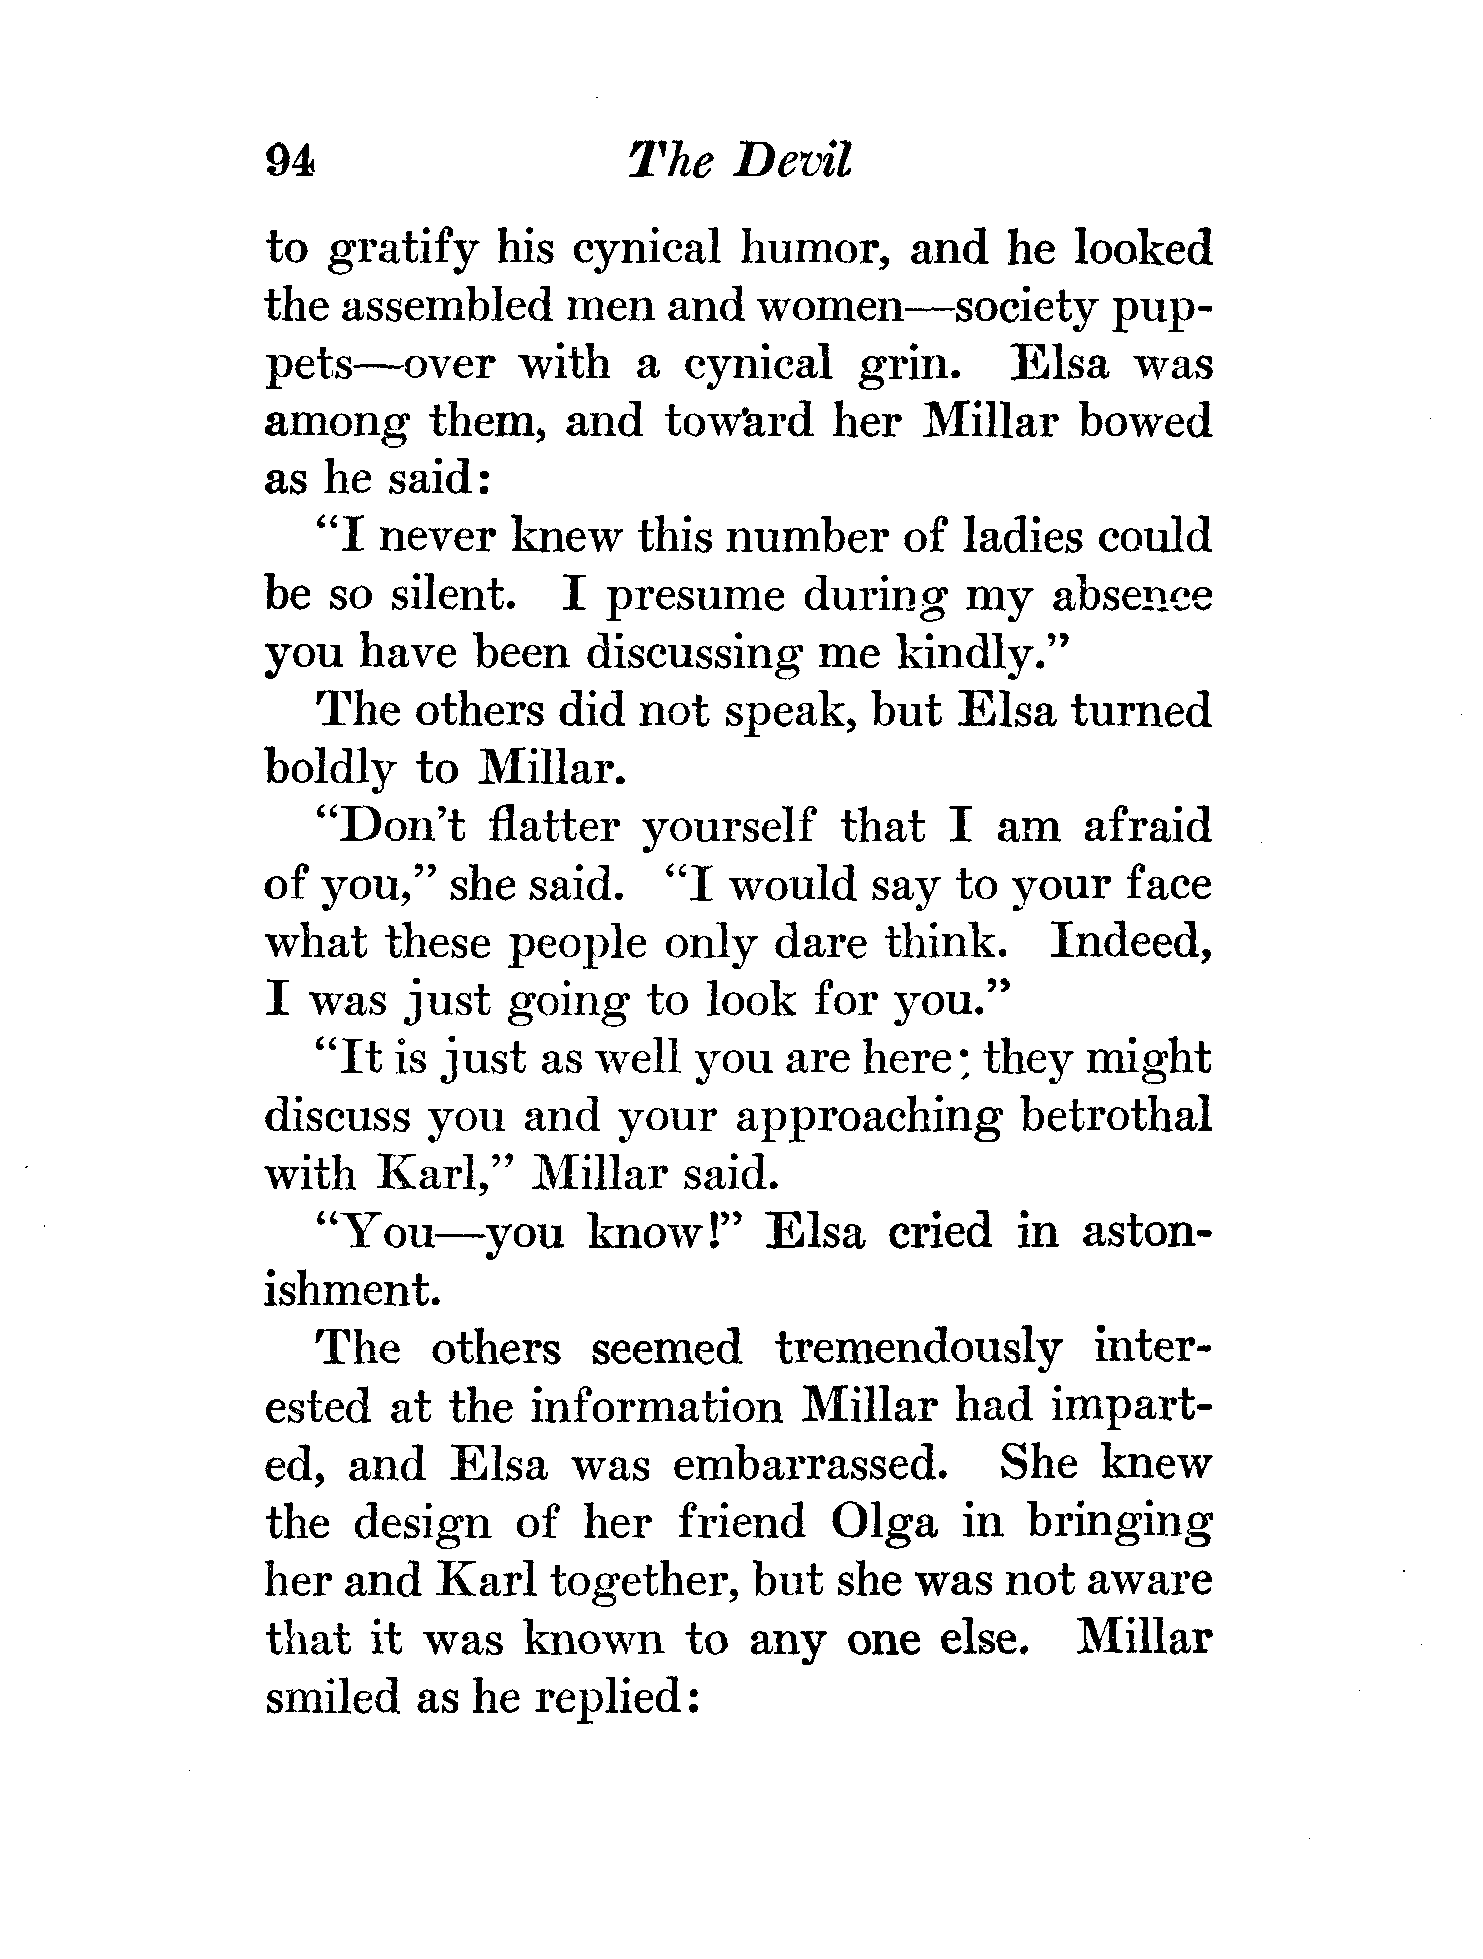 94 The Devil
to gratify his cynical humor, and he looked
the assembled men and women—society pup-
pets—over with a cynical grin. Elsa was
among them, and toward her Millar bowed
as he said:
"I never knew this number of ladies could
be so silent. I presume during my absence
you have been discussing me kindly."
The others did not speak, but Elsa turned
boldly to Millar.
"Don't flatter yourself that I am afraid
of you," she said. "I would say to your face
what these people only dare think. Indeed,
I was just going to look for you."
"It is just as well you are here; they might
discuss you and your approaching betrothal
with Karl," Millar said.
"You—you know!" Elsa cried in aston-
ishment.
The others seemed tremendously inter-
ested at the information Millar had impart-
ed, and Elsa was embarrassed. She knew
the design of her friend Olga in bringing
her and Karl together, but she was not aware
that it was known to any one else. Millar
smiled as he replied: